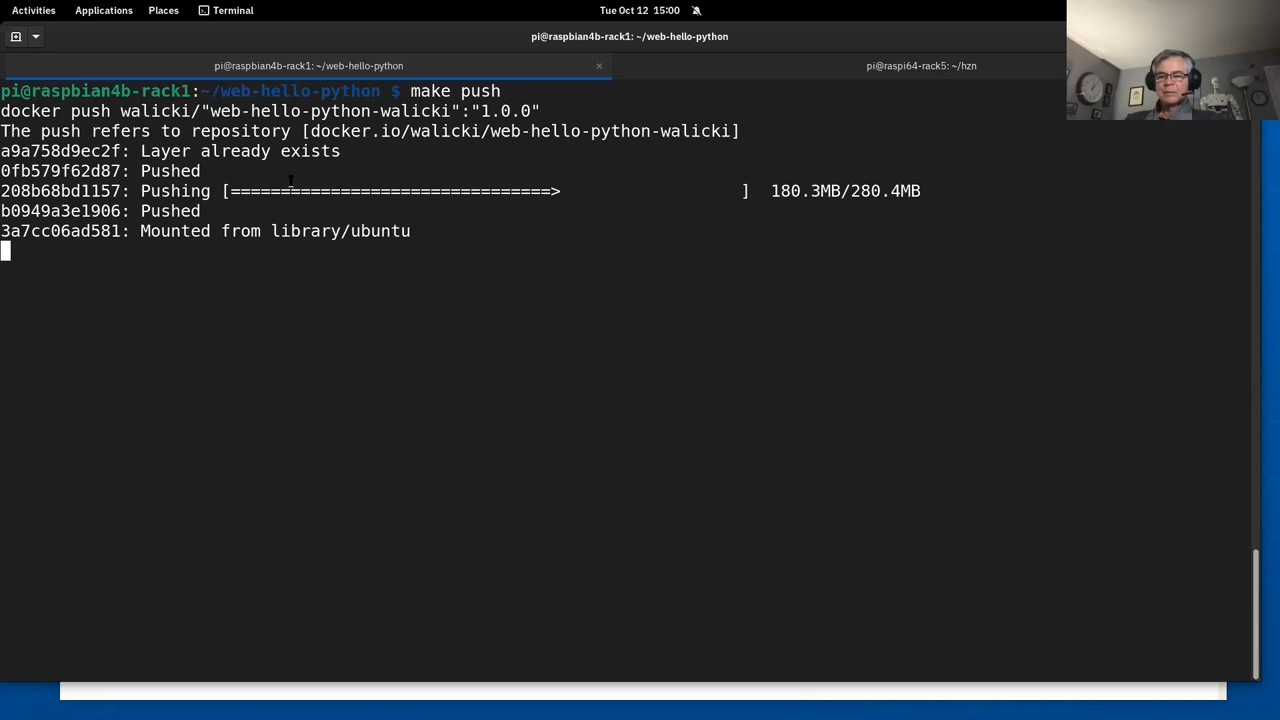 Activities Applications Places Terminal Tue Oct 12 15:00
pi@raspbian4b-rack1: ~/web-hello-python
pi@raspbian4b-rack1: ~/web-hello-python × pi@raspi64-rack5: ~/hzn
pi@raspbian4b-rack1:~/web-hello-python $ make push
docker push walicki/"web-hello-python-walicki":"1.0.0"
The push refers to repository [docker.io/walicki/web-hello-python-walicki]
a9a758d9ec2f: Layer already exists
0fb579f62d87: Pushed
208b68bd1157: Pushing [================================> ] 180.3MB/280.4MB
b0949a3e1906: Pushed
3a7cc06ad581: Mounted from library/ubuntu